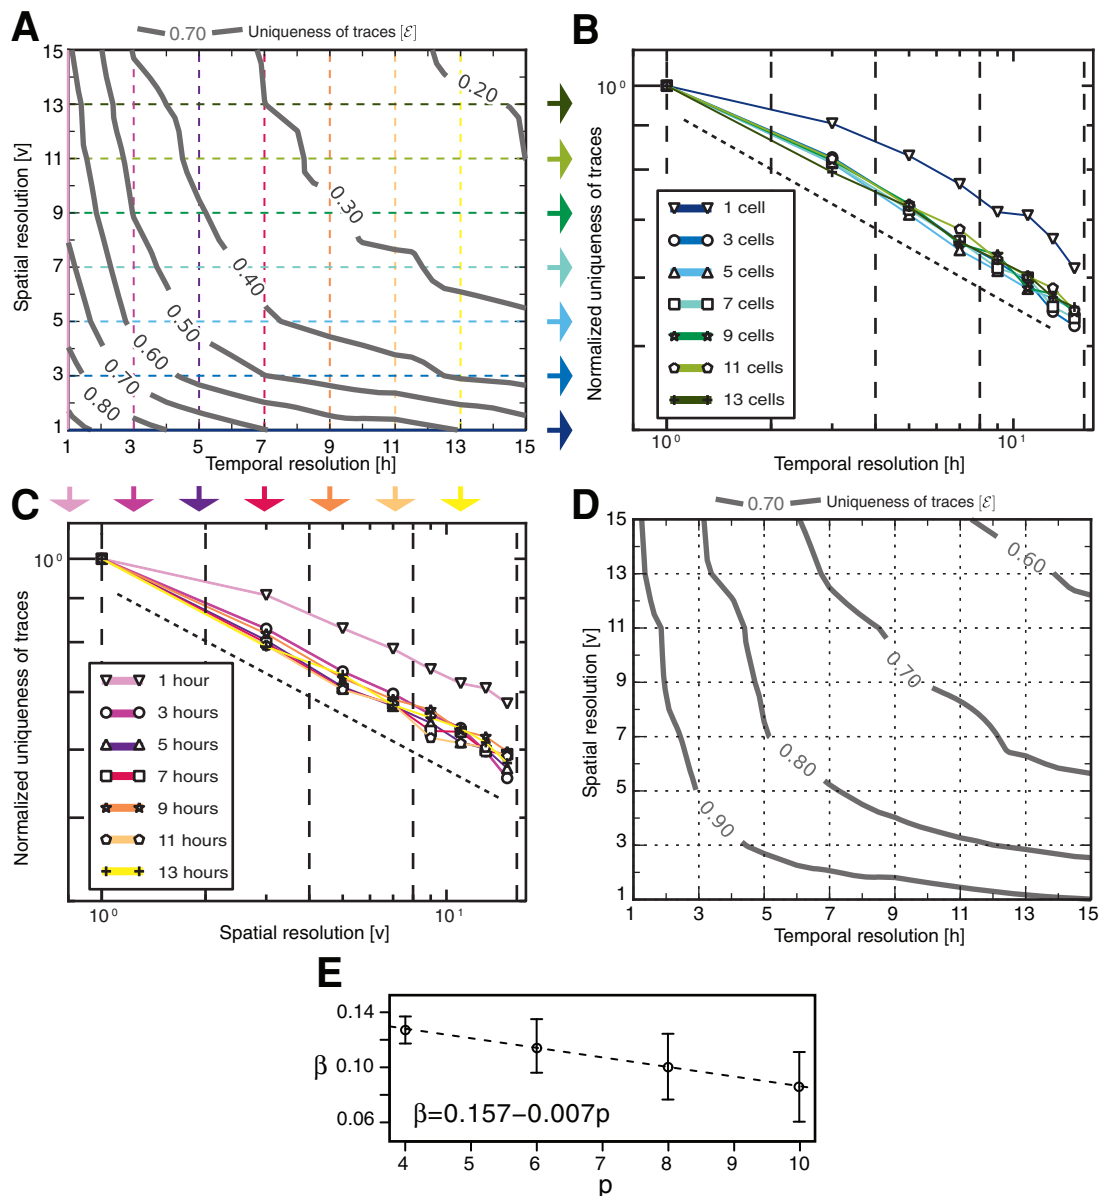 A
0.70 Uniqueness of traces [ℰ]
15
13
11
9
7
5
3
1
Spatial resolution [v]
0.20
0.30
0.40
0.50
0.60
0.70
0.80
1 3 5 7 9 11 13 15
Temporal resolution [h]
B
10⁰
Normalized uniqueness of traces
1 cell
3 cells
5 cells
7 cells
9 cells
11 cells
13 cells
10⁰ 10¹
Temporal resolution [h]
C
10⁰
Normalized uniqueness of traces
1 hour
3 hours
5 hours
7 hours
9 hours
11 hours
13 hours
10⁰ 10¹
Spatial resolution [v]
D
0.70 Uniqueness of traces [ℰ]
15
13
11
9
7
5
3
1
Spatial resolution [v]
0.60
0.70
0.80
0.90
1 3 5 7 9 11 13 15
Temporal resolution [h]
E
0.14
0.10
0.06
β
β=0.157−0.007p
4 5 6 7 8 9 10
p